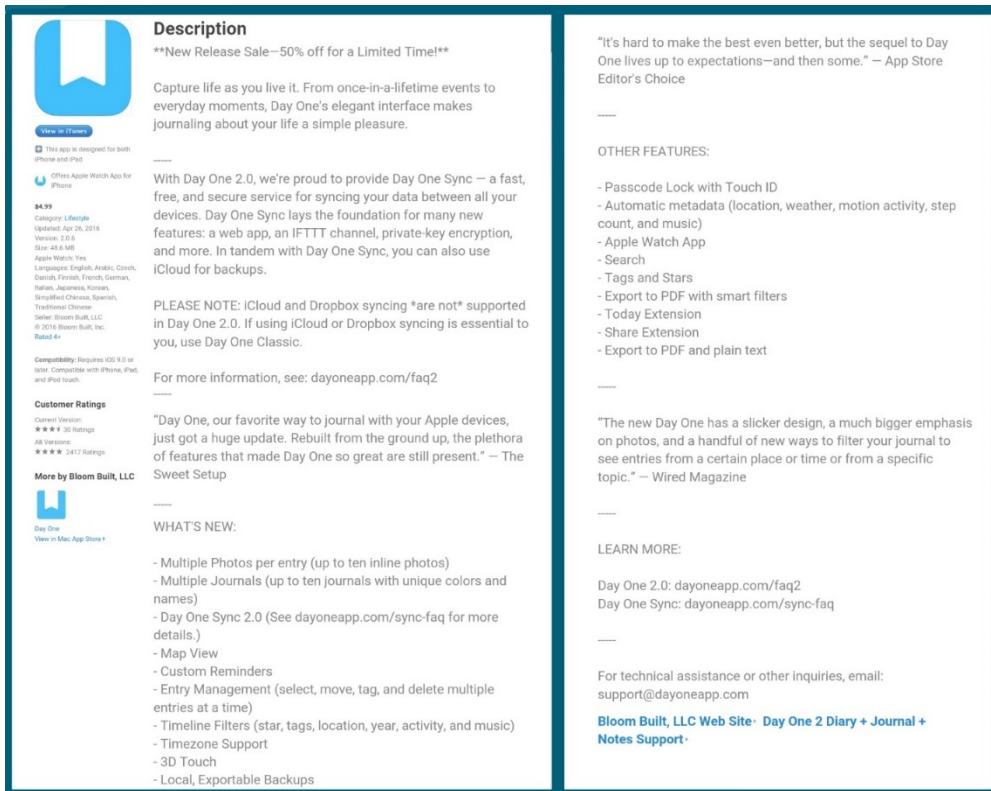 View in iTunes
This app is designed for both
iPhone and iPad
Offers Apple Watch App for
iPhone
$4.99
Category: Lifestyle
Updated: Apr 26, 2016
Version: 2.0.6
Size: 48.6 MB
Apple Watch: Yes
Languages: English, Arabic, Czech,
Danish, Finnish, French, German,
Italian, Japanese, Korean,
Simplified Chinese, Spanish,
Traditional Chinese
Seller: Bloom Built, LLC
© 2016 Bloom Built, Inc.
Rated 4+
Compatibility: Requires iOS 9.0 or
later. Compatible with iPhone, iPad,
and iPod touch.
Customer Ratings
Current Version:
30 Ratings
All Versions:
2417 Ratings
More by Bloom Built, LLC
Day One
View in Mac App Store
Description
**New Release Sale—50% off for a Limited Time!**
Capture life as you live it. From once-in-a-lifetime events to
everyday moments, Day One's elegant interface makes
journaling about your life a simple pleasure.
-----
With Day One 2.0, we're proud to provide Day One Sync — a fast,
free, and secure service for syncing your data between all your
devices. Day One Sync lays the foundation for many new
features: a web app, an IFTTT channel, private-key encryption,
and more. In tandem with Day One Sync, you can also use
iCloud for backups.
PLEASE NOTE: iCloud and Dropbox syncing *are not* supported
in Day One 2.0. If using iCloud or Dropbox syncing is essential to
you, use Day One Classic.
For more information, see: dayoneapp.com/faq2
-----
“Day One, our favorite way to journal with your Apple devices,
just got a huge update. Rebuilt from the ground up, the plethora
of features that made Day One so great are still present.” — The
Sweet Setup
-----
WHAT'S NEW:
- Multiple Photos per entry (up to ten inline photos)
- Multiple Journals (up to ten journals with unique colors and
names)
- Day One Sync 2.0 (See dayoneapp.com/sync-faq for more
details.)
- Map View
- Custom Reminders
- Entry Management (select, move, tag, and delete multiple
entries at a time)
- Timeline Filters (star, tags, location, year, activity, and music)
- Timezone Support
- 3D Touch
- Local, Exportable Backups
“It's hard to make the best even better, but the sequel to Day
One lives up to expectations—and then some.” — App Store
Editor's Choice
-----
OTHER FEATURES:
- Passcode Lock with Touch ID
- Automatic metadata (location, weather, motion activity, step
count, and music)
- Apple Watch App
- Search
- Tags and Stars
- Export to PDF with smart filters
- Today Extension
- Share Extension
- Export to PDF and plain text
-----
“The new Day One has a slicker design, a much bigger emphasis
on photos, and a handful of new ways to filter your journal to
see entries from a certain place or time or from a specific
topic.” — Wired Magazine
-----
LEARN MORE:
Day One 2.0: dayoneapp.com/faq2
Day One Sync: dayoneapp.com/sync-faq
-----
For technical assistance or other inquiries, email:
support@dayoneapp.com
Bloom Built, LLC Web Site Day One 2 Diary + Journal +
Notes Support